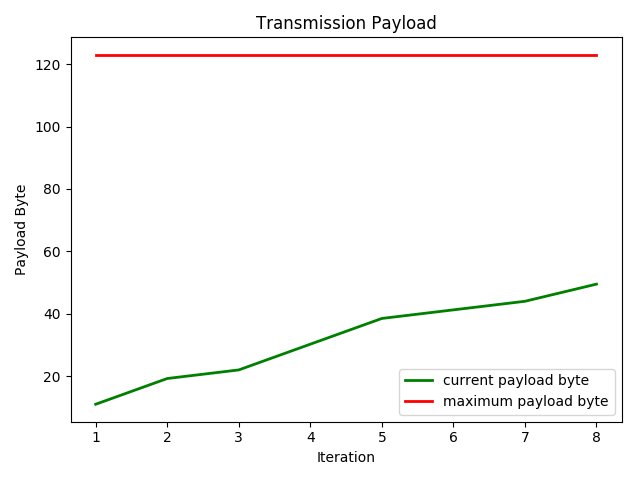 Transmission Payload
120
100
80
60
40
20
Payload Byte
current payload byte
maximum payload byte
1 2 3 4 5 6 7 8
Iteration